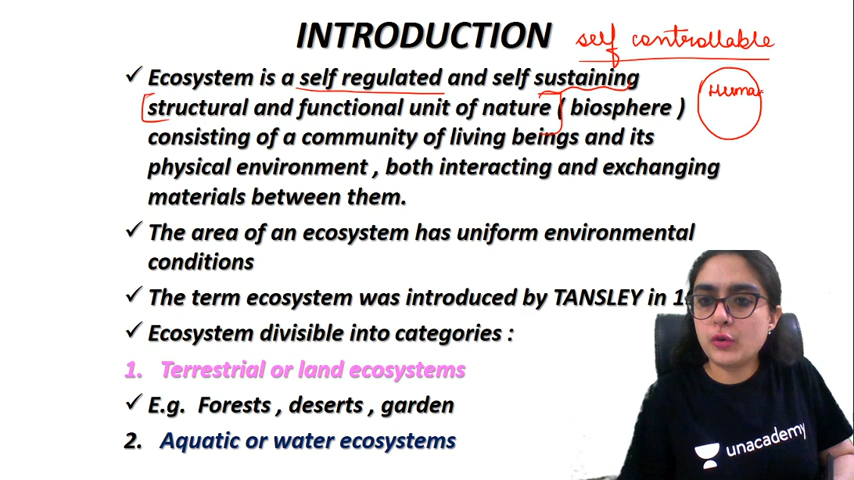 INTRODUCTION
self controllable
✓ Ecosystem is a self regulated and self sustaining
structural and functional unit of nature ( biosphere )
Human
consisting of a community of living beings and its
physical environment , both interacting and exchanging
materials between them.
✓ The area of an ecosystem has uniform environmental
conditions
✓ The term ecosystem was introduced by TANSLEY in
✓ Ecosystem divisible into categories :
1. Terrestrial or land ecosystems
✓ E.g. Forests , deserts , garden
2. Aquatic or water ecosystems
unacademy